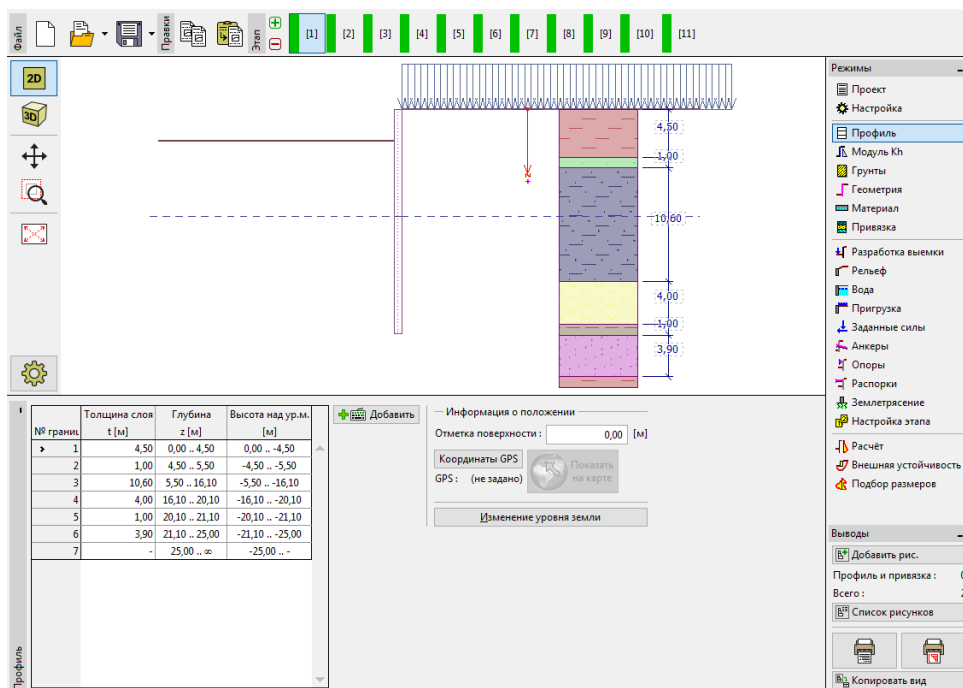 Файл
Правки
Этап
[1] [2] [3] [4] [5] [6] [7] [8] [9] [10] [11]
2D
3D
+z
4,50
1,00
10,60
4,00
1,00
3,90
Режимы
Проект
Настройка
Профиль
Модуль Kh
Грунты
Геометрия
Материал
Привязка
Разработка выемки
Рельеф
Вода
Пригрузка
Заданные силы
Анкеры
Опоры
Распорки
Землетрясение
Настройка этапа
Расчёт
Внешняя устойчивость
Подбор размеров
Профиль
Толщина слоя Глубина Высота над ур.м.
№ границ t [м] z [м] [м]
1 4,50 0,00 .. 4,50 0,00 .. -4,50
2 1,00 4,50 .. 5,50 -4,50 .. -5,50
3 10,60 5,50 .. 16,10 -5,50 .. -16,10
4 4,00 16,10 .. 20,10 -16,10 .. -20,10
5 1,00 20,10 .. 21,10 -20,10 .. -21,10
6 3,90 21,10 .. 25,00 -21,10 .. -25,00
7 - 25,00 .. ∞ -25,00 .. -
Добавить
Информация о положении
Отметка поверхности : 0,00 [м]
Координаты GPS
GPS : (не задано)
Показать
на карте
Изменение уровня земли
Выводы
Добавить рис.
Профиль и привязка :
Всего :
Список рисунков
Копировать вид